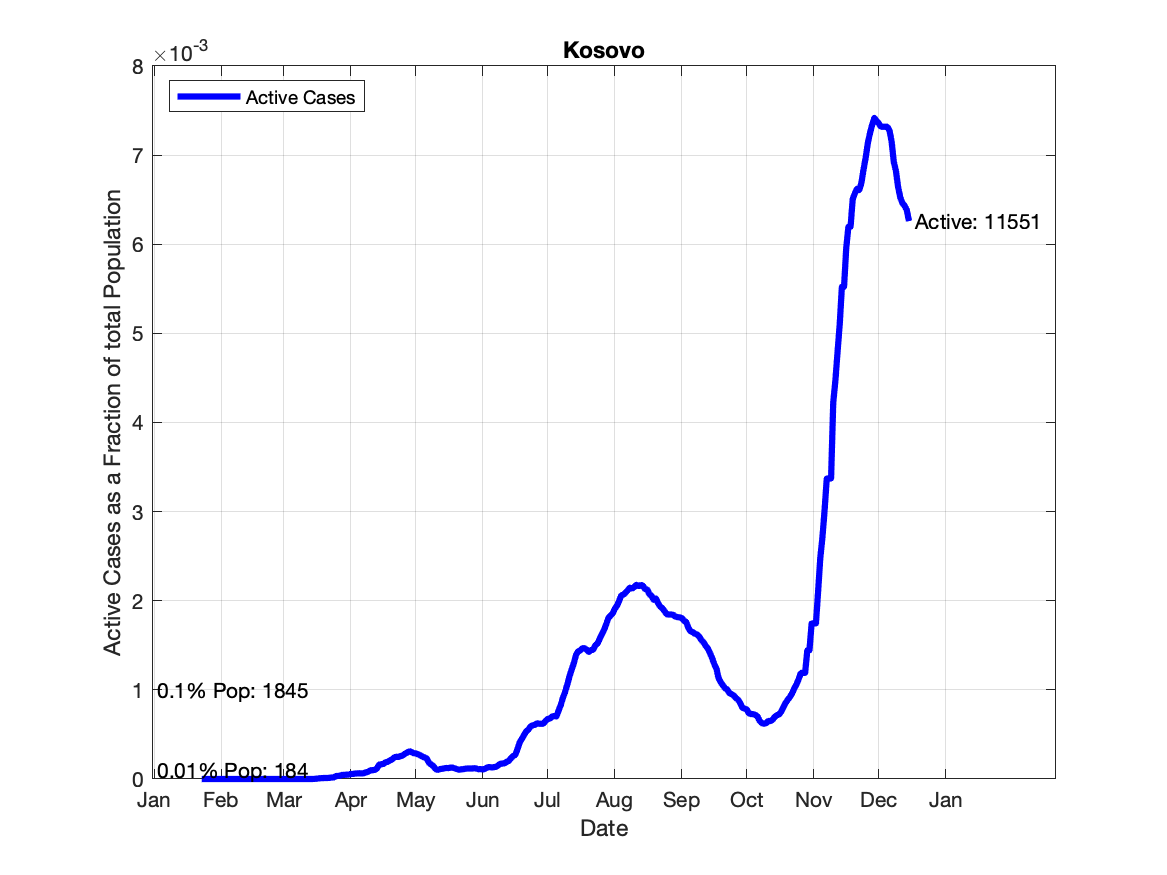 Kosovo
×10-3
Active Cases
8
7
6
5
4
3
2
1
0
Active Cases as a Fraction of total Population
Active: 11551
0.1% Pop: 1845
0.01% Pop: 184
Jan Feb Mar Apr May Jun Jul Aug Sep Oct Nov Dec Jan
Date